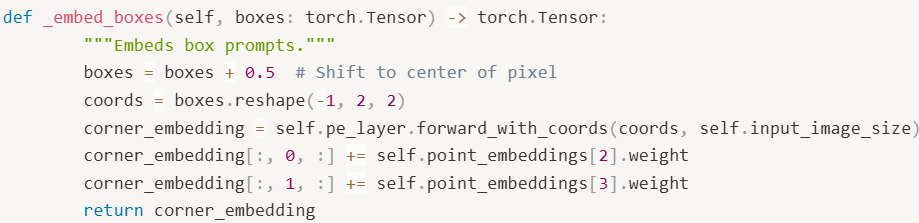 def _embed_boxes(self, boxes: torch.Tensor) -> torch.Tensor:
        """Embeds box prompts."""
        boxes = boxes + 0.5  # Shift to center of pixel
        coords = boxes.reshape(-1, 2, 2)
        corner_embedding = self.pe_layer.forward_with_coords(coords, self.input_image_size)
        corner_embedding[:, 0, :] += self.point_embeddings[2].weight
        corner_embedding[:, 1, :] += self.point_embeddings[3].weight
        return corner_embedding